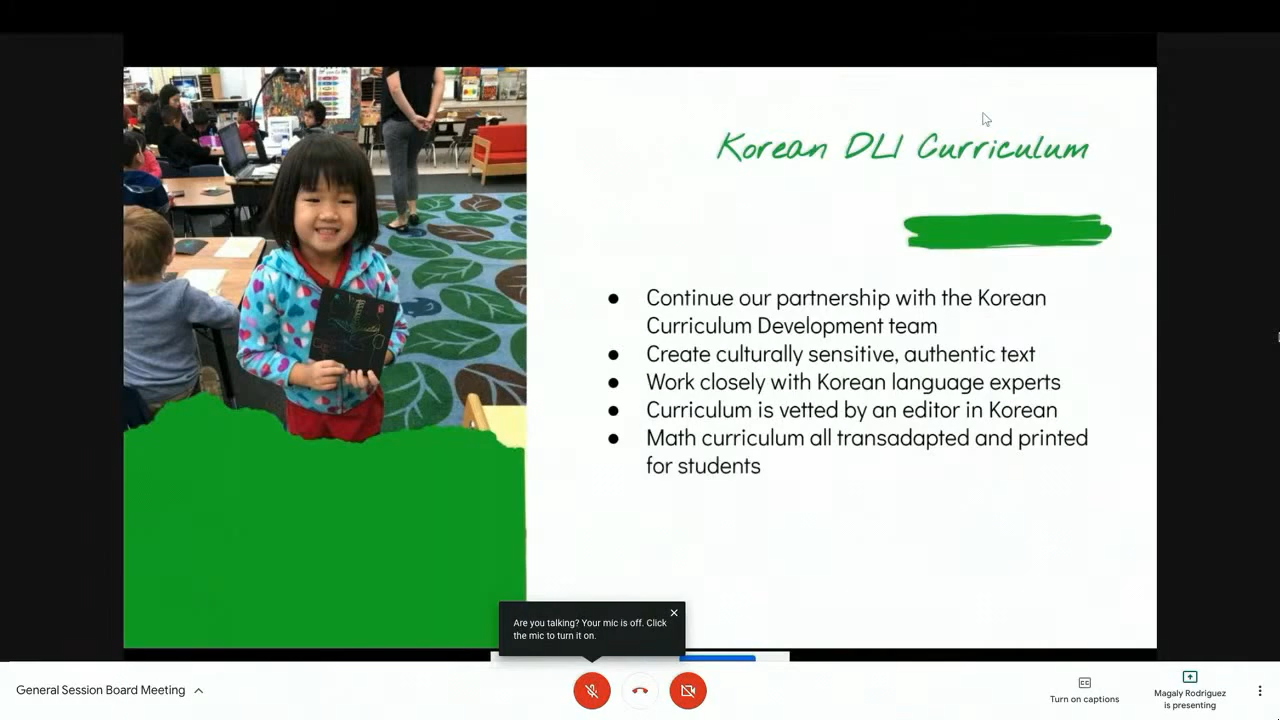 Korean DLI Curriculum
● Continue our partnership with the Korean
Curriculum Development team
● Create culturally sensitive, authentic text
● Work closely with Korean language experts
● Curriculum is vetted by an editor in Korean
● Math curriculum all transadapted and printed
for students
Are you talking? Your mic is off. Click
the mic to turn it on.
General Session Board Meeting
Turn on captions
Magaly Rodriguez
is presenting